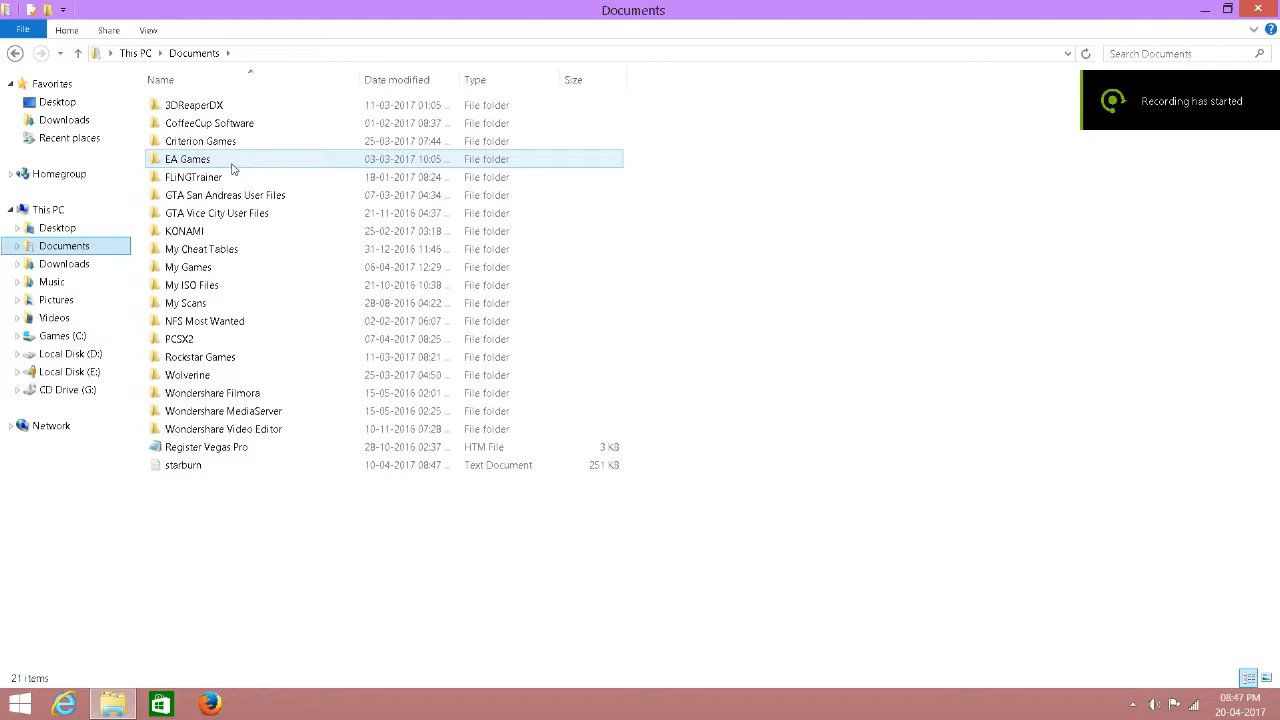 Documents
File Home Share View
This PC Documents Search Documents
Name Date modified Type Size
Favorites
Desktop
Downloads
Recent places
Homegroup
This PC
Desktop
Documents
Downloads
Music
Pictures
Videos
Games (C:)
Local Disk (D:)
Local Disk (E:)
CD Drive (G:)
Network
3DReaperDX 11-03-2017 01:05 ... File folder
CoffeeCup Software 01-02-2017 08:37 ... File folder
Criterion Games 25-03-2017 07:44 ... File folder
EA Games 03-03-2017 10:05 ... File folder
FLiNGTrainer 18-01-2017 08:24 ... File folder
GTA San Andreas User Files 07-03-2017 04:34 ... File folder
GTA Vice City User Files 21-11-2016 04:37 ... File folder
KONAMI 25-02-2017 03:18 ... File folder
My Cheat Tables 31-12-2016 11:46 ... File folder
My Games 06-04-2017 12:29 ... File folder
My ISO Files 21-10-2016 10:38 ... File folder
My Scans 28-08-2016 04:22 ... File folder
NFS Most Wanted 02-02-2017 06:07 ... File folder
PCSX2 07-04-2017 08:25 ... File folder
Rockstar Games 11-03-2017 08:21 ... File folder
Wolverine 25-03-2017 04:50 ... File folder
Wondershare Filmora 15-05-2016 02:01 ... File folder
Wondershare MediaServer 15-05-2016 02:25 ... File folder
Wondershare Video Editor 10-11-2016 07:28 ... File folder
Register Vegas Pro 28-10-2016 02:37 ... HTM File 3 KB
starburn 10-04-2017 08:47 ... Text Document 251 KB
Recording has started
21 items
08:47 PM
20-04-2017